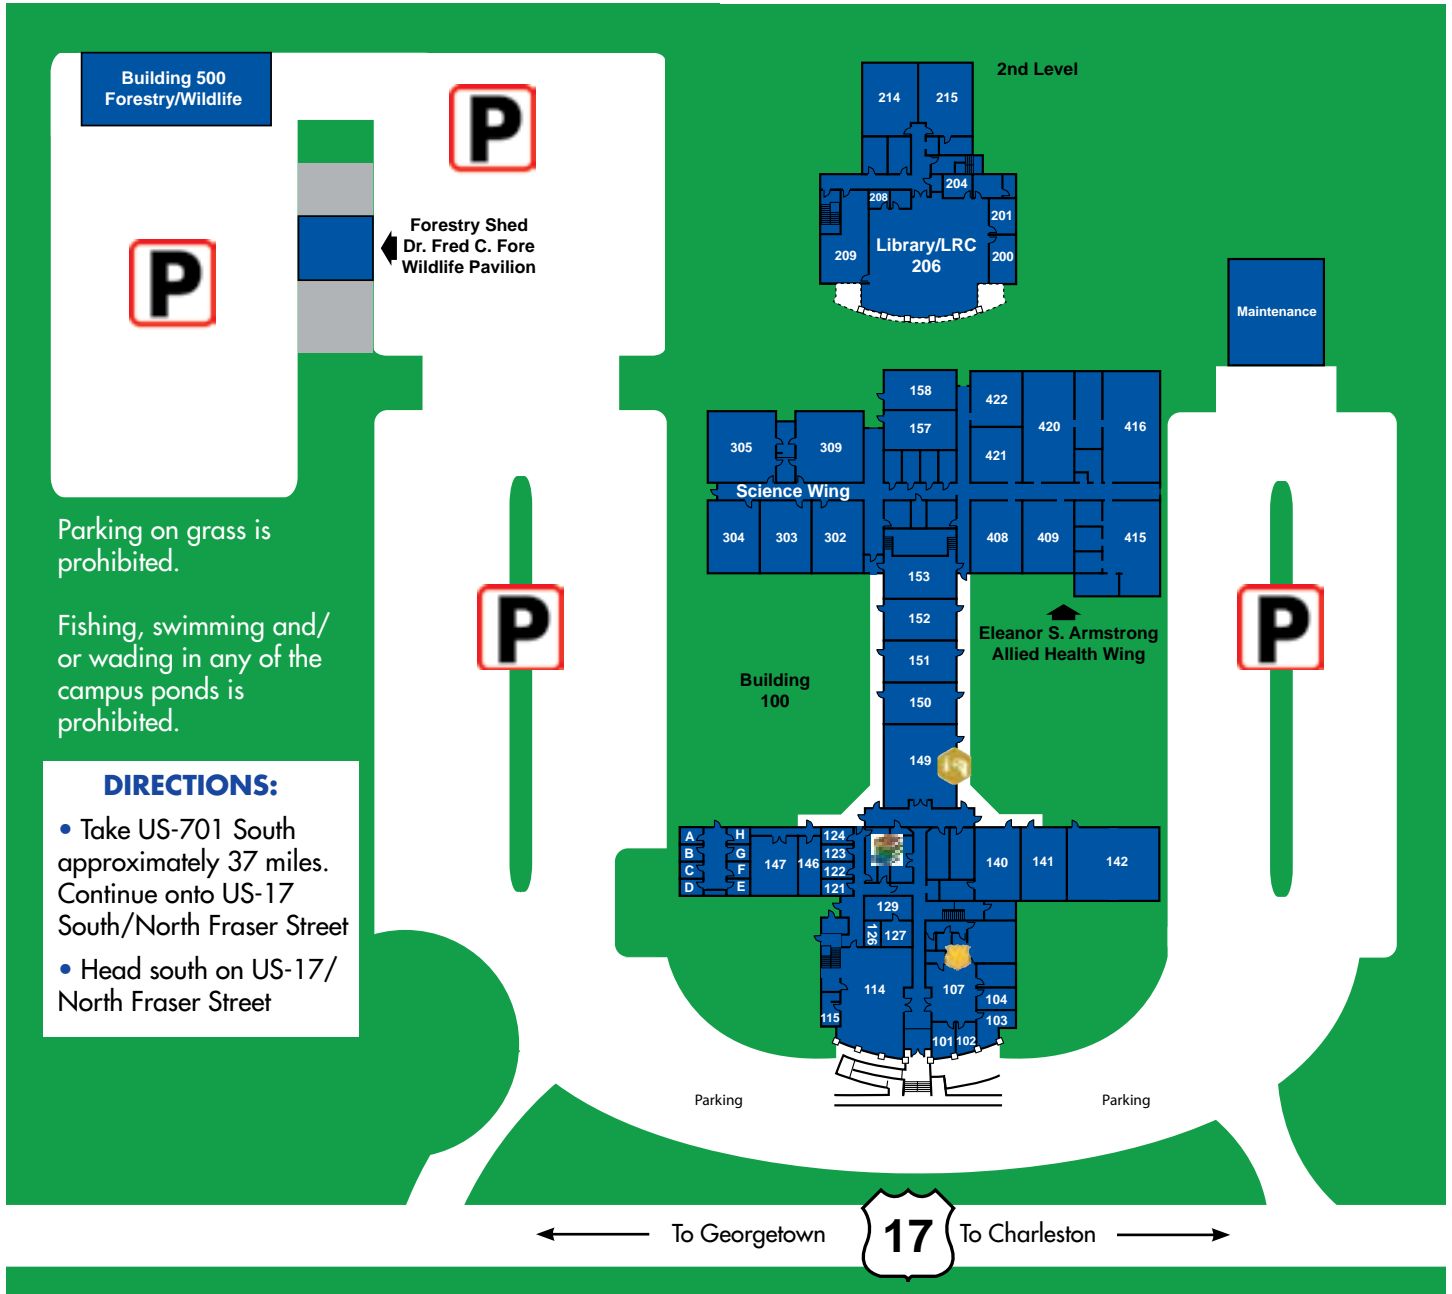 Building 500
Forestry/Wildlife
P
P
Forestry Shed
Dr. Fred C. Fore
Wildlife Pavilion
2nd Level
214
215
204
208
201
209
Library/LRC
206
200
Maintenance
158
422
157
420
416
305
309
421
Science Wing
304
303
302
408
409
415
153
152
151
150
149
Eleanor S. Armstrong
Allied Health Wing
Building
100
P
P
Parking on grass is
prohibited.
Fishing, swimming and/
or wading in any of the
campus ponds is
prohibited.
DIRECTIONS:
• Take US-701 South
approximately 37 miles.
Continue onto US-17
South/North Fraser Street
• Head south on US-17/
North Fraser Street
A
B
C
D
H
G
F
E
147
146
124
123
122
121
140
141
142
129
126
127
114
115
107
104
103
101
102
Parking
Parking
To Georgetown
17
To Charleston